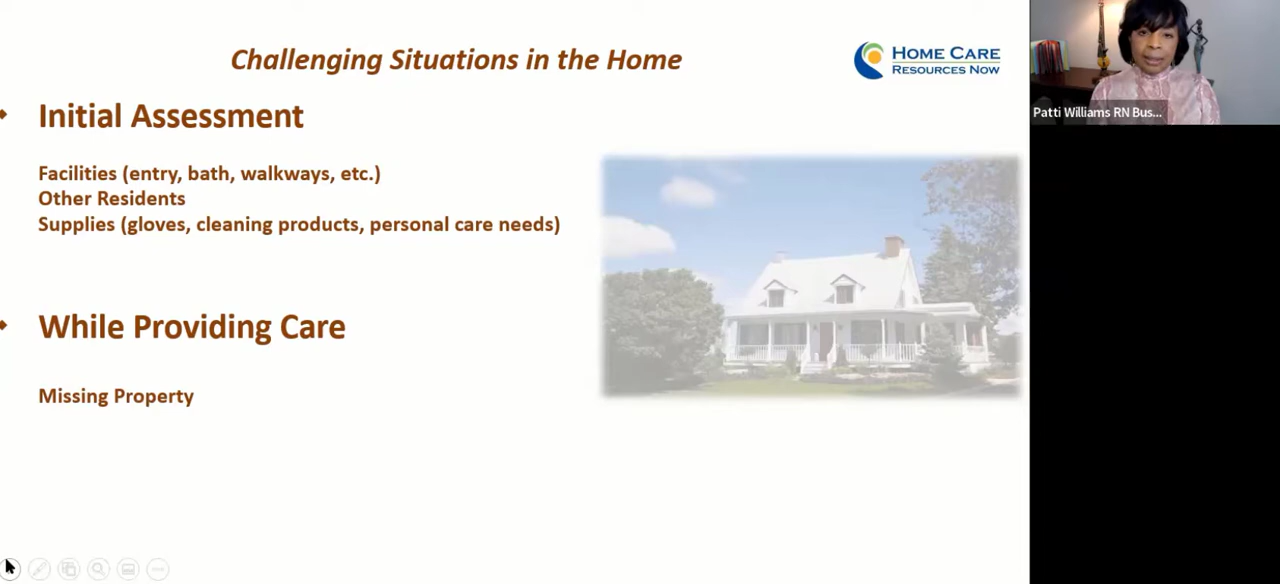 Challenging Situations in the Home
HOME CARE
RESOURCES NOW
Initial Assessment
Facilities (entry, bath, walkways, etc.)
Other Residents
Supplies (gloves, cleaning products, personal care needs)
While Providing Care
Missing Property
Patti Williams RN Bus...